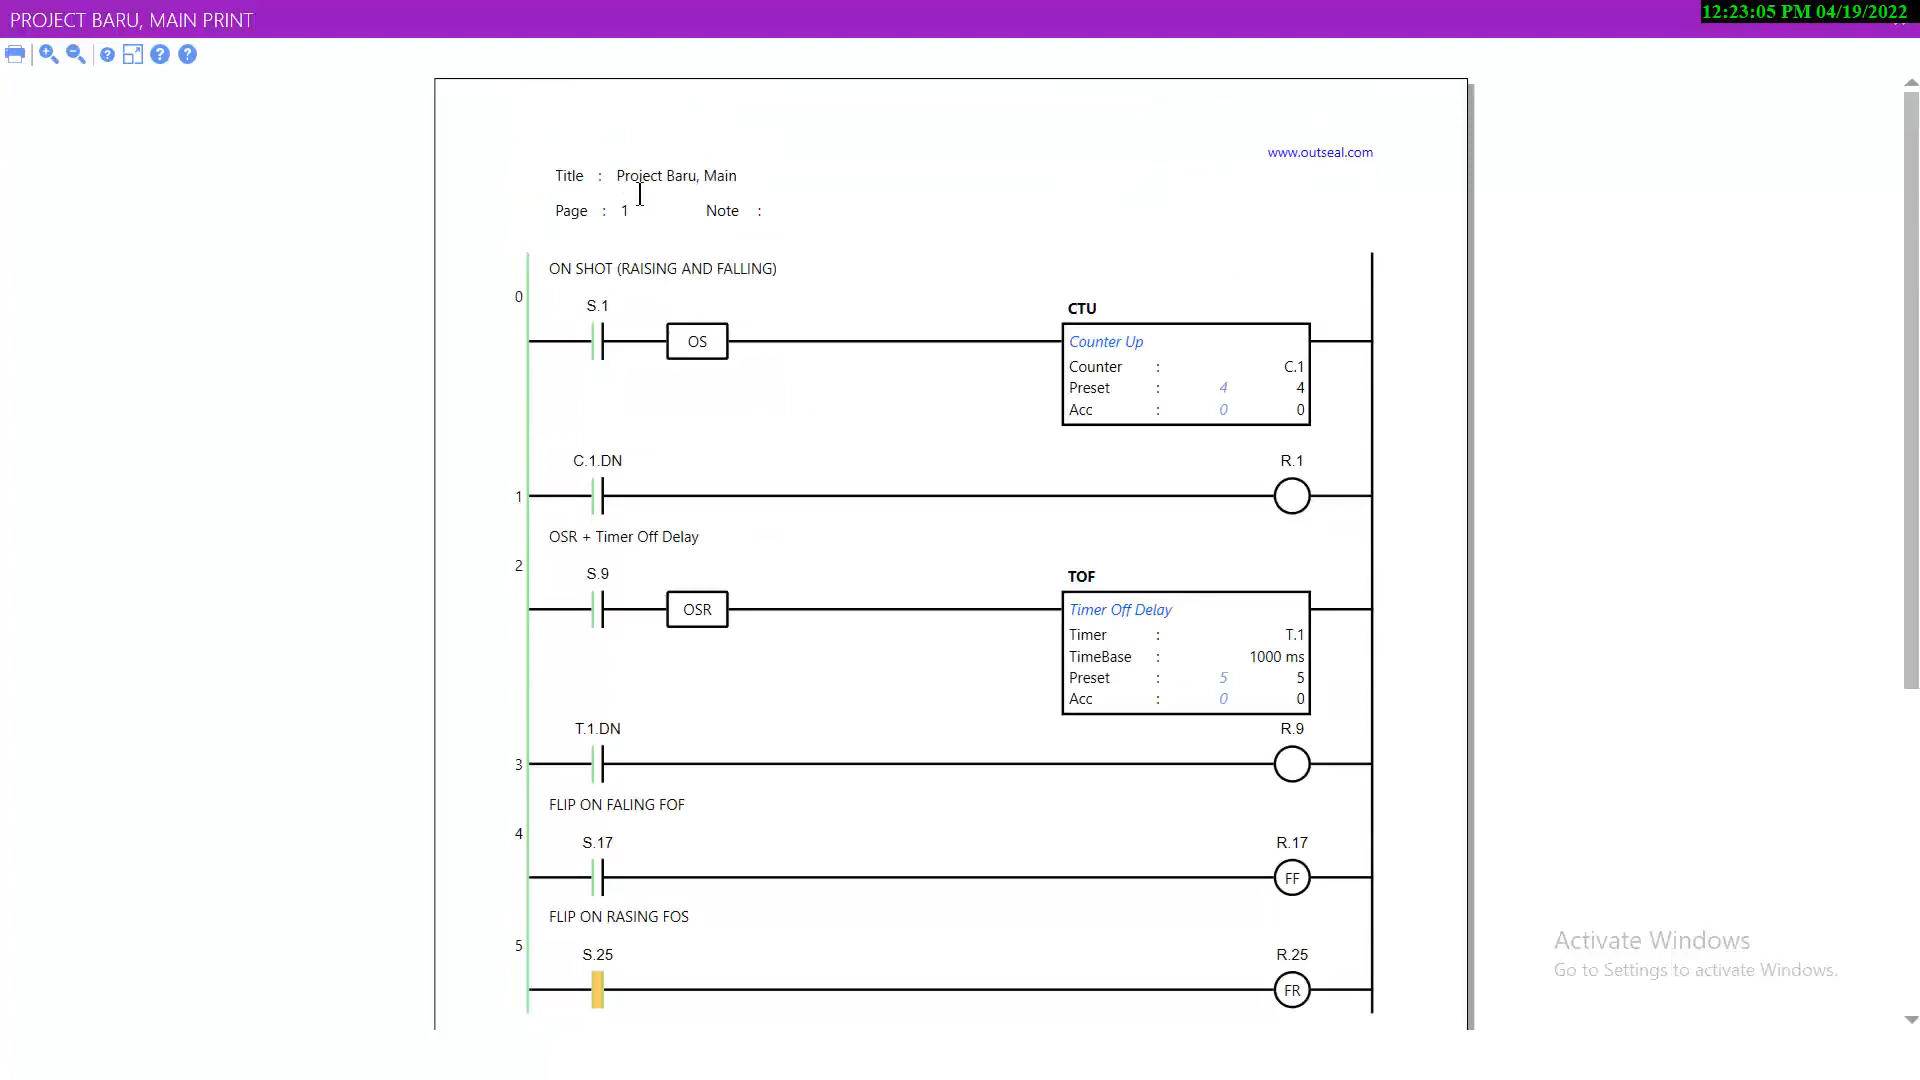 PROJECT BARU, MAIN PRINT
12:23:05 PM 04/19/2022
www.outseal.com
Title : Project Baru, Main
Page : 1 Note :
ON SHOT (RAISING AND FALLING)
0
S.1
CTU
OS
Counter Up
Counter : C.1
Preset : 4 4
Acc : 0 0
C.1.DN R.1
1
OSR + Timer Off Delay
2
S.9
TOF
OSR
Timer Off Delay
Timer : T.1
TimeBase : 1000 ms
Preset : 5 5
Acc : 0 0
T.1.DN R.9
3
FLIP ON FALING FOF
4
S.17 R.17
FF
FLIP ON RASING FOS
5
S.25 R.25
FR
Activate Windows
Go to Settings to activate Windows.